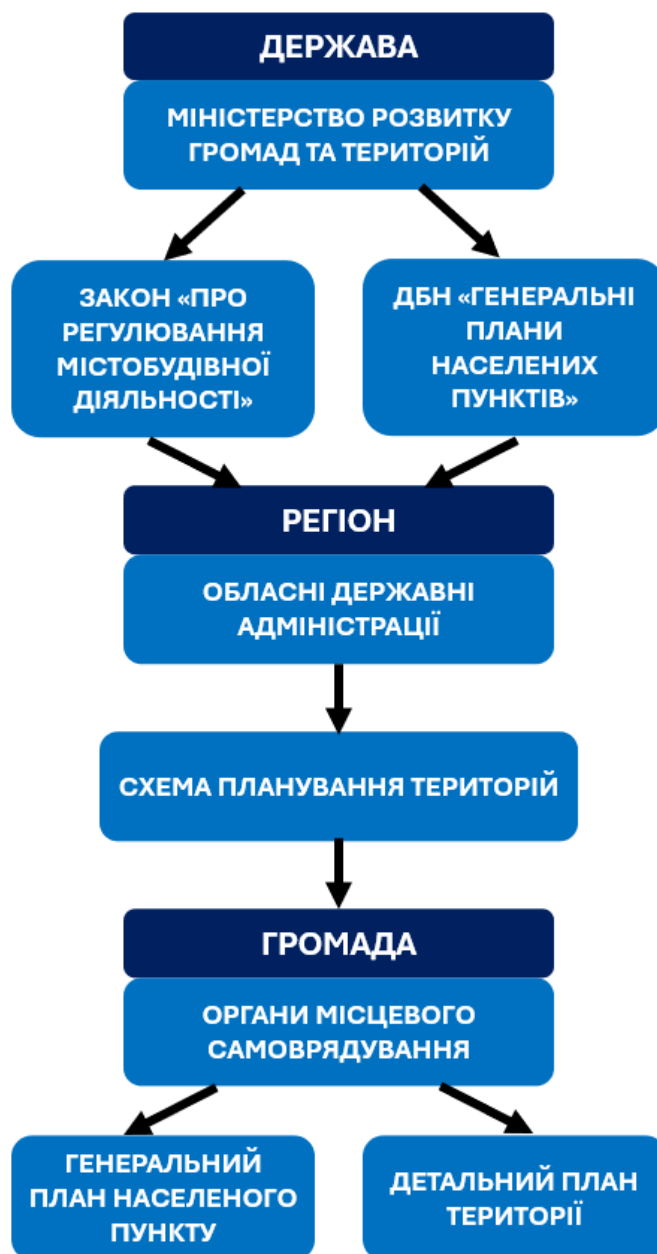 ДЕРЖАВА
МІНІСТЕРСТВО РОЗВИТКУ
ГРОМАД ТА ТЕРИТОРІЙ
ЗАКОН «ПРО
РЕГУЛЮВАННЯ
МІСТОБУДІВНОЇ
ДІЯЛЬНОСТІ»
ДБН «ГЕНЕРАЛЬНІ
ПЛАНИ
НАСЕЛЕНИХ
ПУНКТІВ»
РЕГІОН
ОБЛАСНІ ДЕРЖАВНІ
АДМІНІСТРАЦІЇ
СХЕМА ПЛАНУВАННЯ ТЕРИТОРІЙ
ГРОМАДА
ОРГАНИ МІСЦЕВОГО
САМОВРЯДУВАННЯ
ГЕНЕРАЛЬНИЙ
ПЛАН НАСЕЛЕНОГО
ПУНКТУ
ДЕТАЛЬНИЙ ПЛАН
ТЕРИТОРІЇ